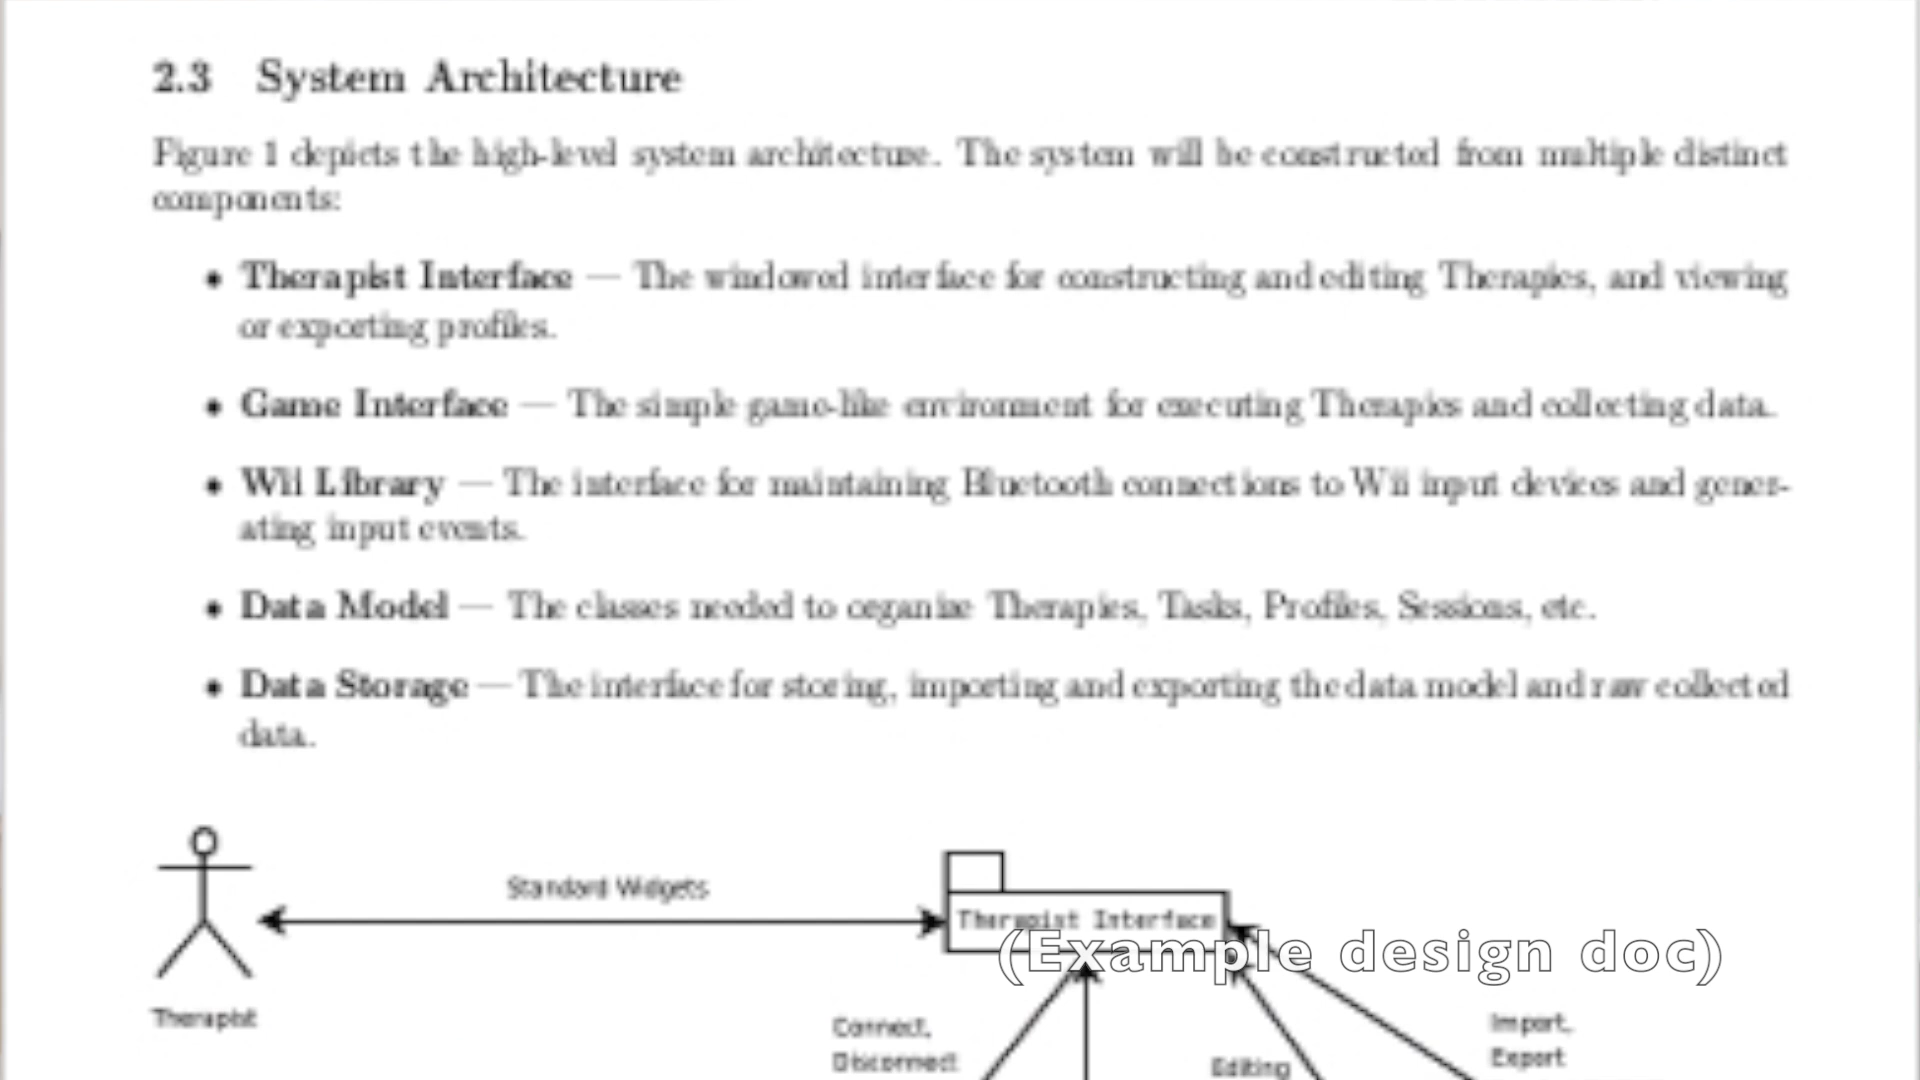 2.3 System Architecture
Figure 1 depicts the high-level system architecture. The system will be constructed from multiple distinct
components:
• Therapist Interface — The windowed interface for constructing and editing Therapies, and viewing
or exporting profiles.
• Game Interface — The simple game-like environment for executing Therapies and collecting data.
• Wii Library — The interface for maintaining Bluetooth connections to Wii input devices and gener-
ating input events.
• Data Model — The classes needed to organize Therapies, Tasks, Profiles, Sessions, etc.
• Data Storage — The interface for storing, importing and exporting the data model and raw collected
data.
Standard Widgets
Therapist Interface
(Example design doc)
Therapist
Connect,
Disconnect
Editing
Import,
Export